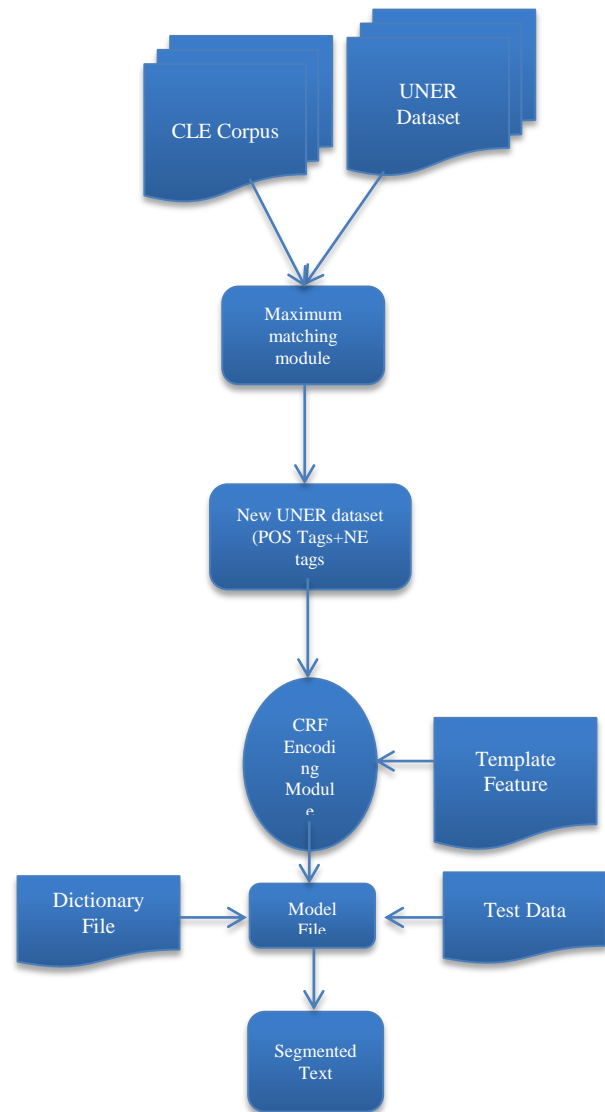 CLE Corpus
UNER
Dataset
Maximum
matching
module
New UNER dataset
(POS Tags+NE
tags
CRF
Encodi
ng
Modul
e
Template
Feature
Dictionary
File
Model
File
Test Data
Segmented
Text